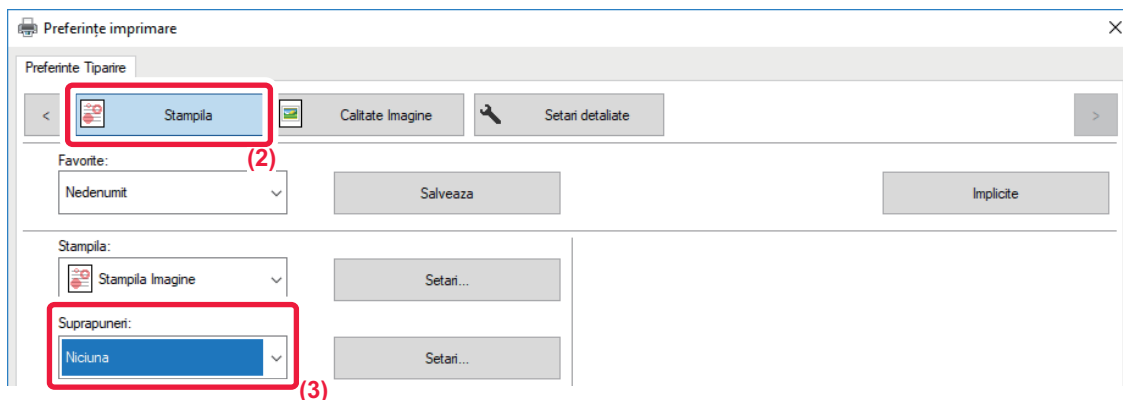 Preferințe imprimare
Preferinte Tiparire
< Stampila Calitate Imagine Setari detaliate >
(2)
Favorite:
Nedenumit Salveaza Implicite
Stampila:
Stampila Imagine Setari...
Suprapuneri:
Niciuna Setari...
(3)